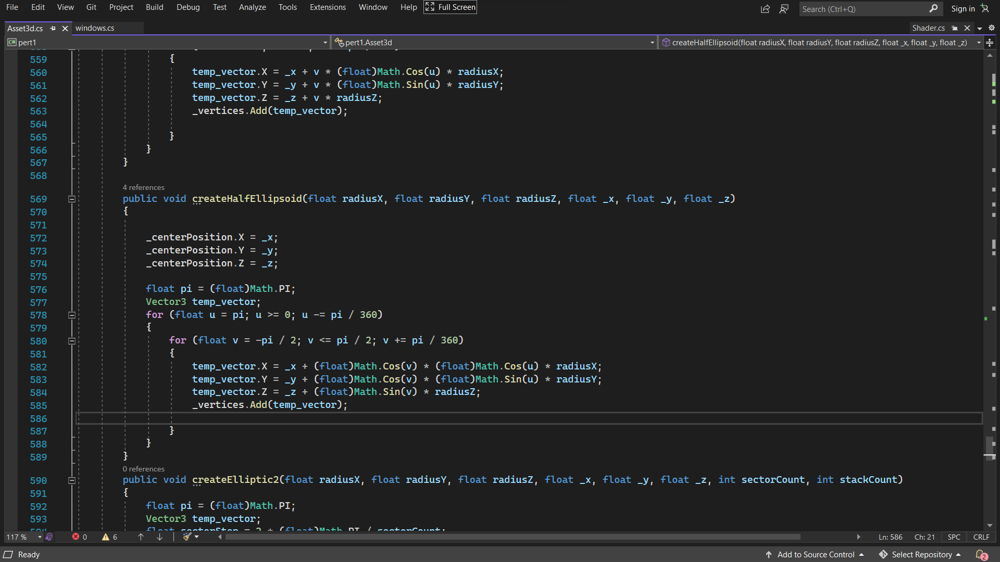 File Edit View Git Project Build Debug Test Analyze Tools Extensions Window Help Full Screen Search (Ctrl+Q) Sign in
Asset3d.cs windows.cs Shader.cs
C# pert1 pert1.Asset3d createHalfEllipsoid(float radiusX, float radiusY, float radiusZ, float _x, float _y, float _z)
559 {
560 temp_vector.X = _x + v * (float)Math.Cos(u) * radiusX;
561 temp_vector.Y = _y + v * (float)Math.Sin(u) * radiusY;
562 temp_vector.Z = _z + v * radiusZ;
563 _vertices.Add(temp_vector);
564
565 }
566 }
567 }
568
4 references
569 public void createHalfEllipsoid(float radiusX, float radiusY, float radiusZ, float _x, float _y, float _z)
570 {
571
572 _centerPosition.X = _x;
573 _centerPosition.Y = _y;
574 _centerPosition.Z = _z;
575
576 float pi = (float)Math.PI;
577 Vector3 temp_vector;
578 for (float u = pi; u >= 0; u -= pi / 360)
579 {
580 for (float v = -pi / 2; v <= pi / 2; v += pi / 360)
581 {
582 temp_vector.X = _x + (float)Math.Cos(v) * (float)Math.Cos(u) * radiusX;
583 temp_vector.Y = _y + (float)Math.Cos(v) * (float)Math.Sin(u) * radiusY;
584 temp_vector.Z = _z + (float)Math.Sin(v) * radiusZ;
585 _vertices.Add(temp_vector);
586
587 }
588 }
589 }
0 references
590 public void createElliptic2(float radiusX, float radiusY, float radiusZ, float _x, float _y, float _z, int sectorCount, int stackCount)
591 {
592 float pi = (float)Math.PI;
593 Vector3 temp_vector;
float sectorStep = 2 * (float)Math.PI / sectorCount;
117 % 0 6 Ln: 586 Ch: 21 SPC CRLF
Ready Add to Source Control Select Repository 2